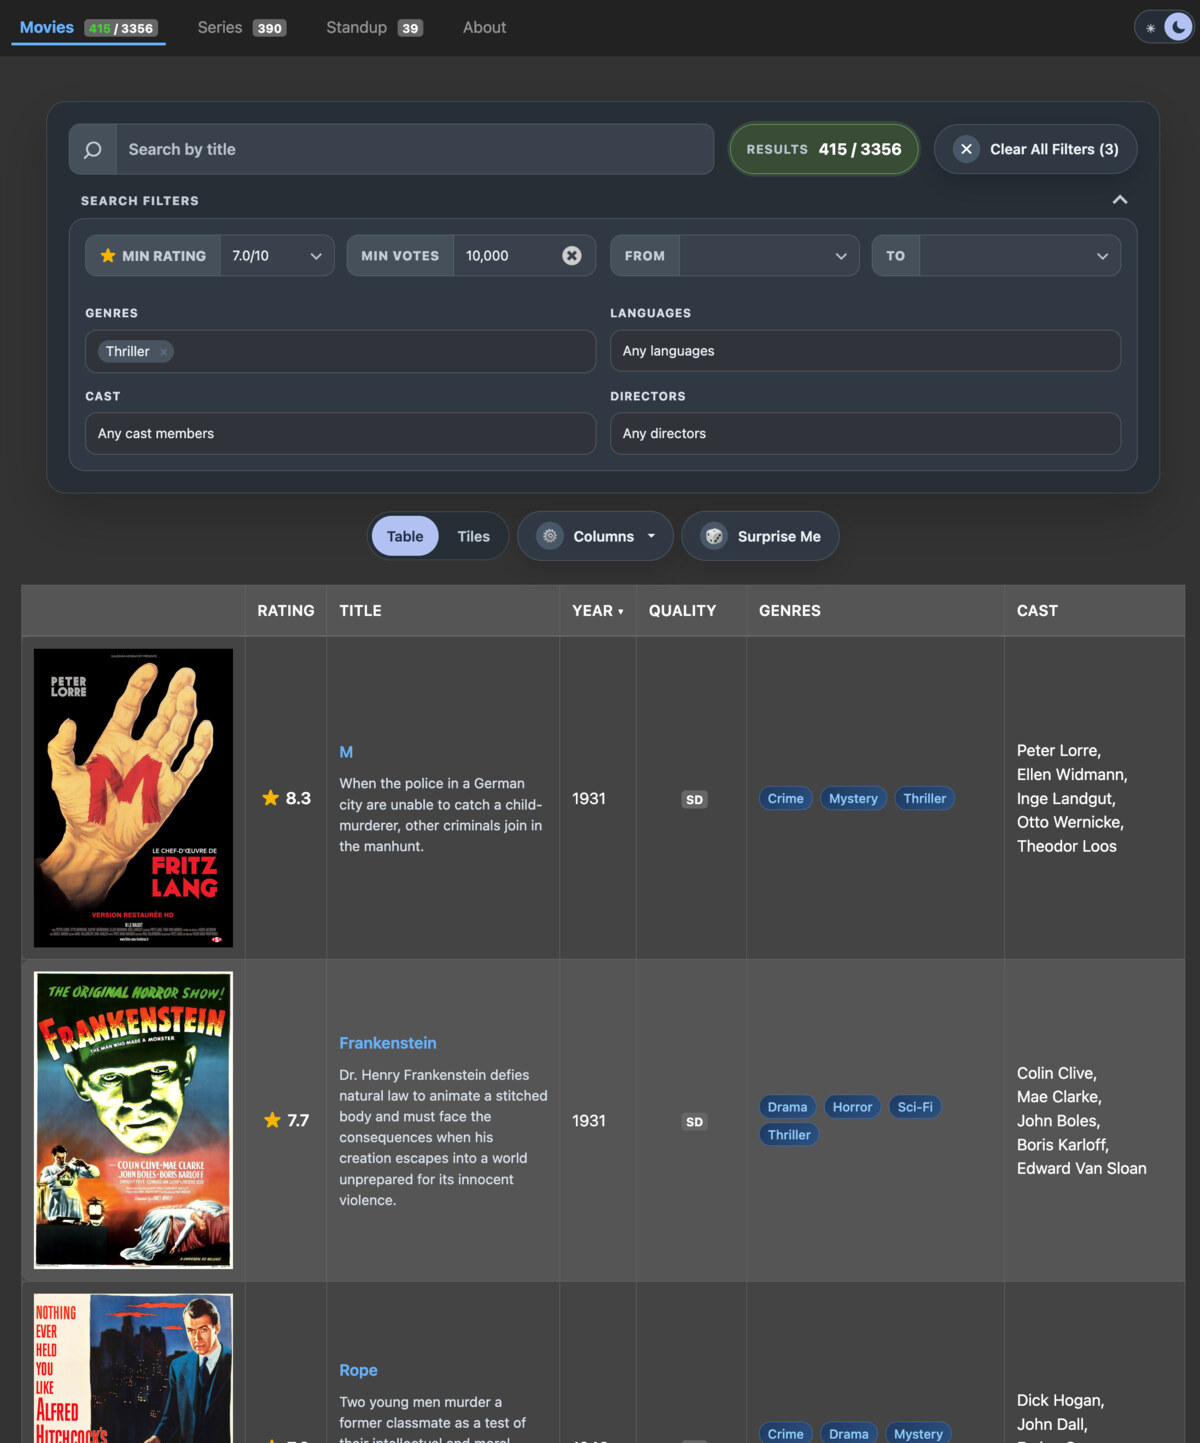 Movies 415 / 3356 Series 390 Standup 39 About
Search by title
RESULTS 415 / 3356
Clear All Filters (3)
SEARCH FILTERS
MIN RATING 7.0/10
MIN VOTES 10,000
FROM
TO
GENRES
Thriller ×
LANGUAGES
Any languages
CAST
Any cast members
DIRECTORS
Any directors
Table
Tiles
Columns
Surprise Me
RATING TITLE YEAR QUALITY GENRES CAST
PETER
LORRE
M
LE CHEF-D'ŒUVRE DE
FRITZ
LANG
VERSION RESTAURÉE HD
8.3
M
When the police in a German
city are unable to catch a child-
murderer, other criminals join in
the manhunt.
1931
SD
Crime Mystery Thriller
Peter Lorre,
Ellen Widmann,
Inge Landgut,
Otto Wernicke,
Theodor Loos
THE ORIGINAL HORROR SHOW!
FRANKENSTEIN
THE MAN WHO MADE A MONSTER
COLIN CLIVE·MAE CLARKE
JOHN BOLES·BORIS KARLOFF
7.7
Frankenstein
Dr. Henry Frankenstein defies
natural law to animate a stitched
body and must face the
consequences when his
creation escapes into a world
unprepared for its innocent
violence.
1931
SD
Drama Horror Sci-Fi
Thriller
Colin Clive,
Mae Clarke,
John Boles,
Boris Karloff,
Edward Van Sloan
NOTHING
EVER
HELD
YOU
LIKE
ALFRED
HITCHCOCK'S
Rope
Two young men murder a
former classmate as a test of
Crime Drama Mystery
Dick Hogan,
John Dall,